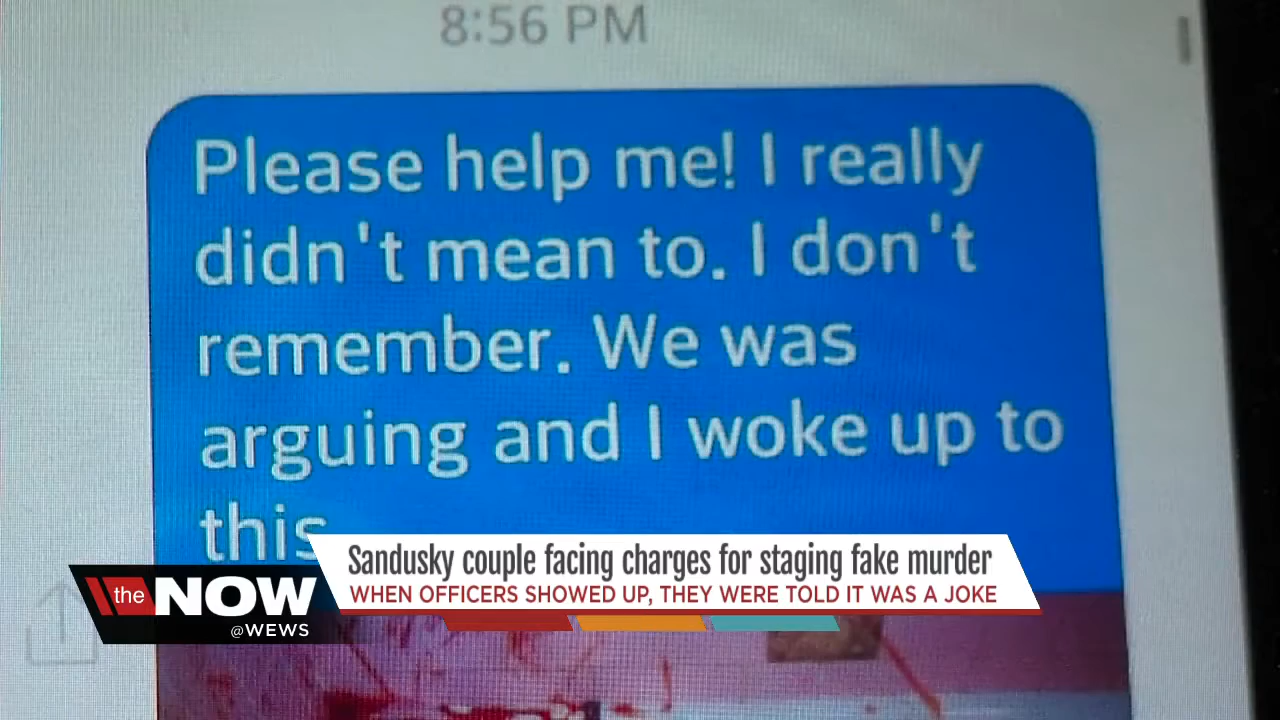 8:56 PM
Please help me! I really
didn't mean to. I don't
remember. We was
arguing and I woke up to
this
Sandusky couple facing charges for staging fake murder
WHEN OFFICERS SHOWED UP, THEY WERE TOLD IT WAS A JOKE
the NOW
@WEWS